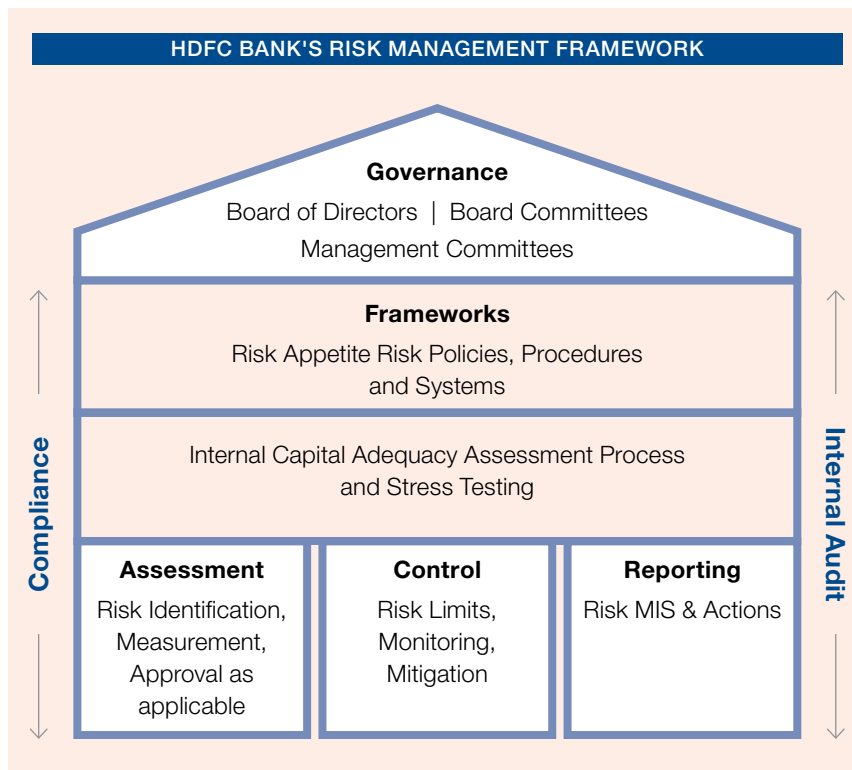 HDFC BANK'S RISK MANAGEMENT FRAMEWORK
Governance
Board of Directors | Board Committees
Management Committees
Frameworks
Risk Appetite Risk Policies, Procedures
and Systems
Internal Capital Adequacy Assessment Process
and Stress Testing
Assessment
Risk Identification,
Measurement,
Approval as
applicable
Control
Risk Limits,
Monitoring,
Mitigation
Reporting
Risk MIS & Actions
Compliance
Internal Audit